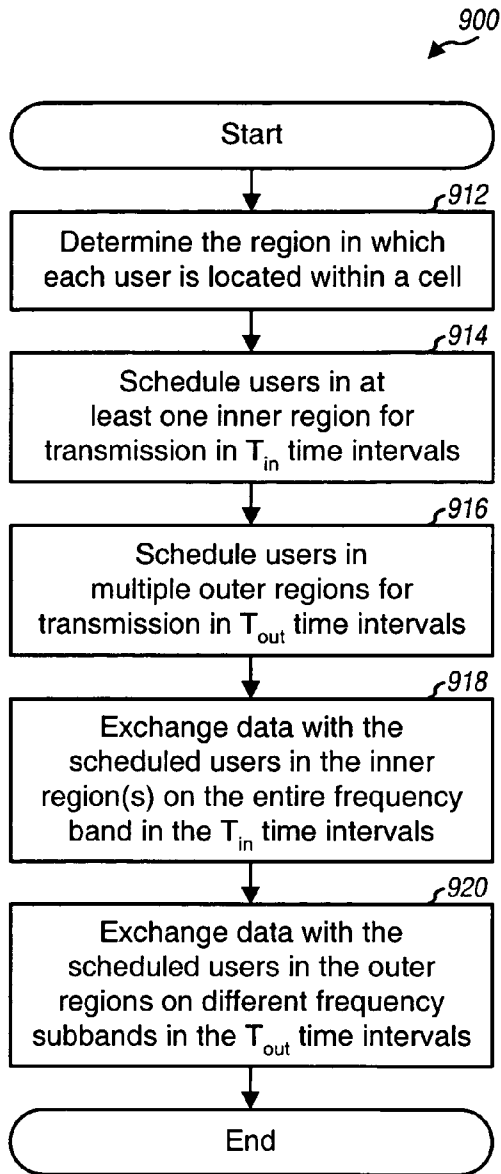 900
Start
912
Determine the region in which
each user is located within a cell
914
Schedule users in at
least one inner region for
transmission in Tin time intervals
916
Schedule users in
multiple outer regions for
transmission in Tout time intervals
918
Exchange data with the
scheduled users in the inner
region(s) on the entire frequency
band in the Tin time intervals
920
Exchange data with the
scheduled users in the outer
regions on different frequency
subbands in the Tout time intervals
End